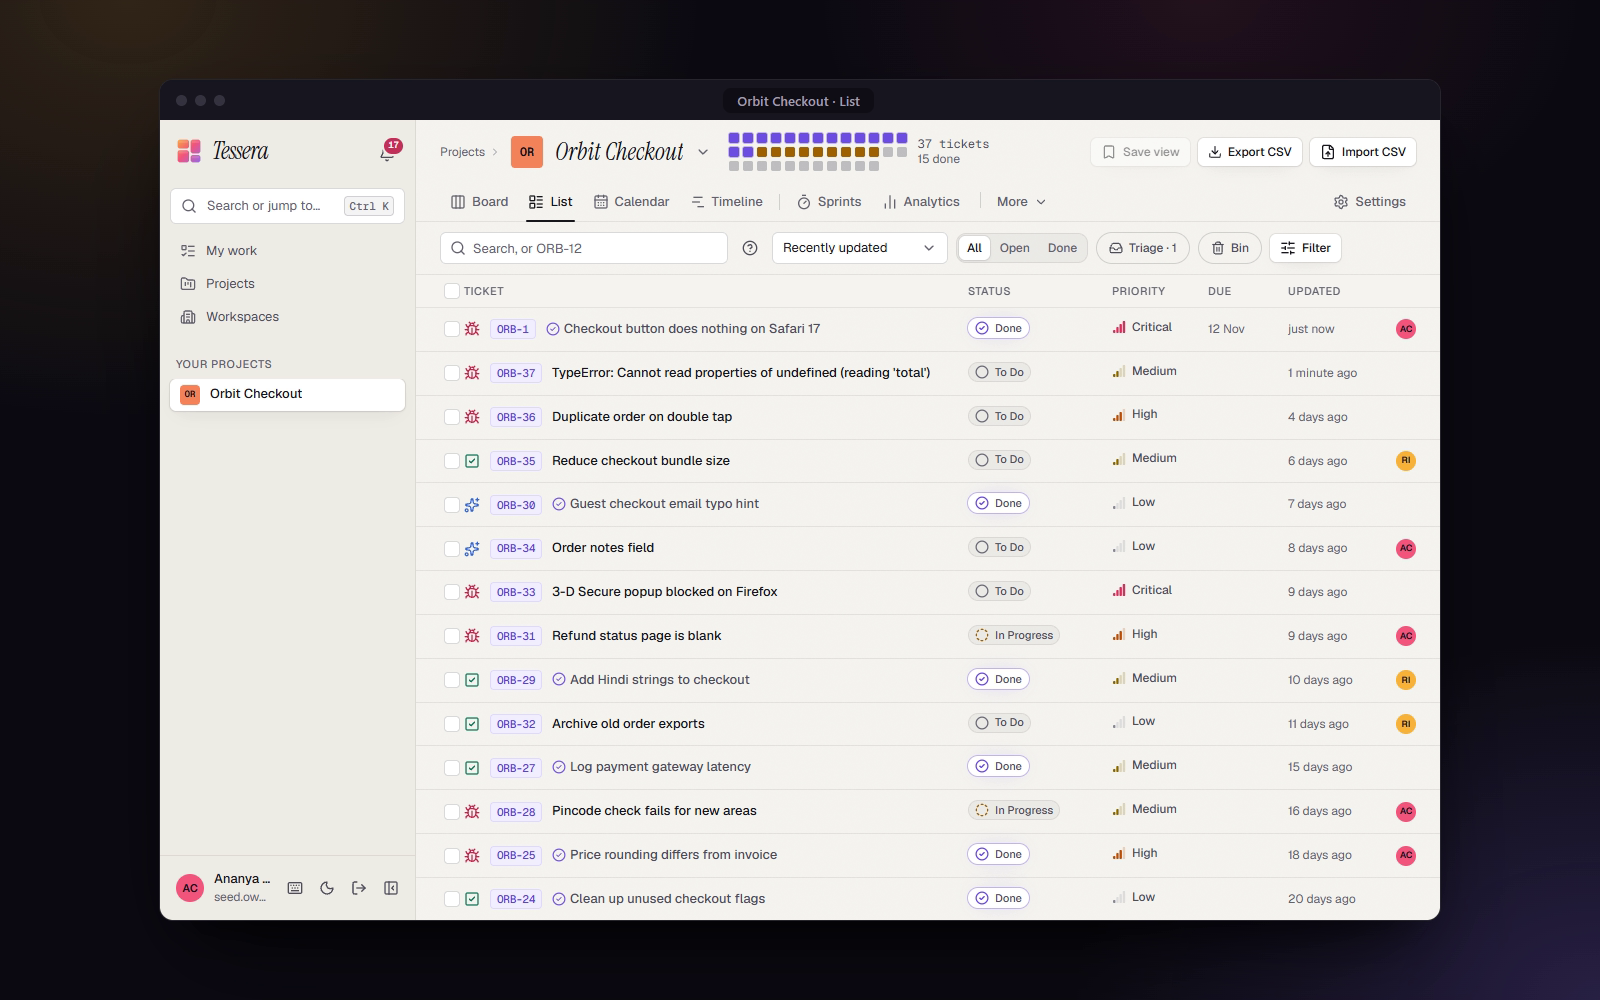 Orbit Checkout · List
Tessera
17
Search or jump to...
Ctrl K
My work
Projects
Workspaces
YOUR PROJECTS
OR Orbit Checkout
AC
Ananya ...
seed.ow...
Projects
OR
Orbit Checkout
37 tickets
15 done
Save view
Export CSV
Import CSV
Board
List
Calendar
Timeline
Sprints
Analytics
More
Settings
Search, or ORB-12
Recently updated
All
Open
Done
Triage · 1
Bin
Filter
TICKET STATUS PRIORITY DUE UPDATED
ORB-1 Checkout button does nothing on Safari 17 Done Critical 12 Nov just now AC
ORB-37 TypeError: Cannot read properties of undefined (reading 'total') To Do Medium 1 minute ago
ORB-36 Duplicate order on double tap To Do High 4 days ago
ORB-35 Reduce checkout bundle size To Do Medium 6 days ago RI
ORB-30 Guest checkout email typo hint Done Low 7 days ago
ORB-34 Order notes field To Do Low 8 days ago AC
ORB-33 3-D Secure popup blocked on Firefox To Do Critical 9 days ago
ORB-31 Refund status page is blank In Progress High 9 days ago AC
ORB-29 Add Hindi strings to checkout Done Medium 10 days ago RI
ORB-32 Archive old order exports To Do Low 11 days ago RI
ORB-27 Log payment gateway latency Done Medium 15 days ago
ORB-28 Pincode check fails for new areas In Progress Medium 16 days ago AC
ORB-25 Price rounding differs from invoice Done High 18 days ago AC
ORB-24 Clean up unused checkout flags Done Low 20 days ago